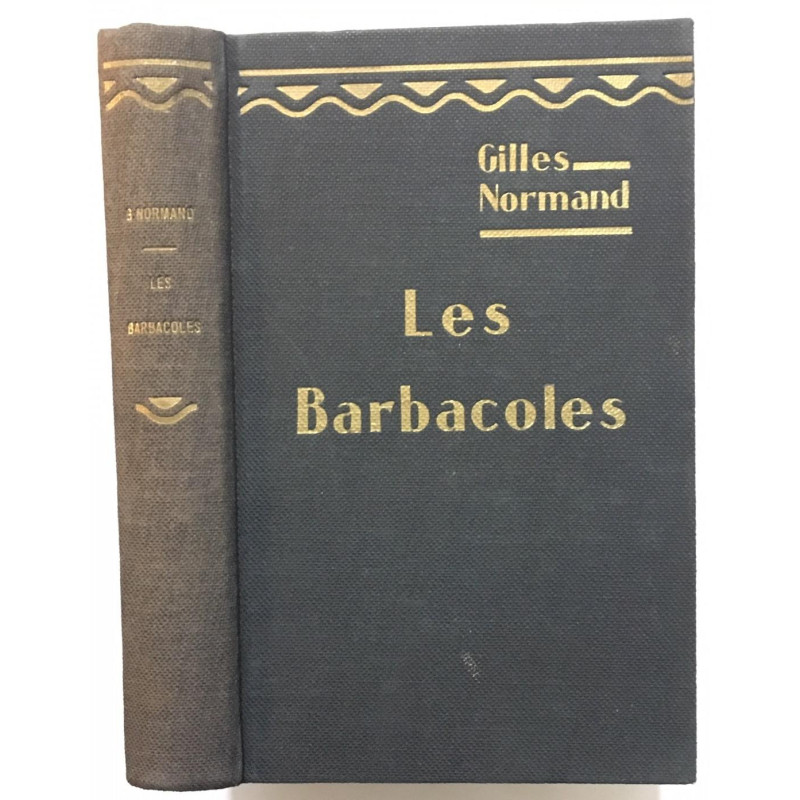 G NORMAND
LES
BARBACOLES
Gilles
Normand
Les
Barbacoles